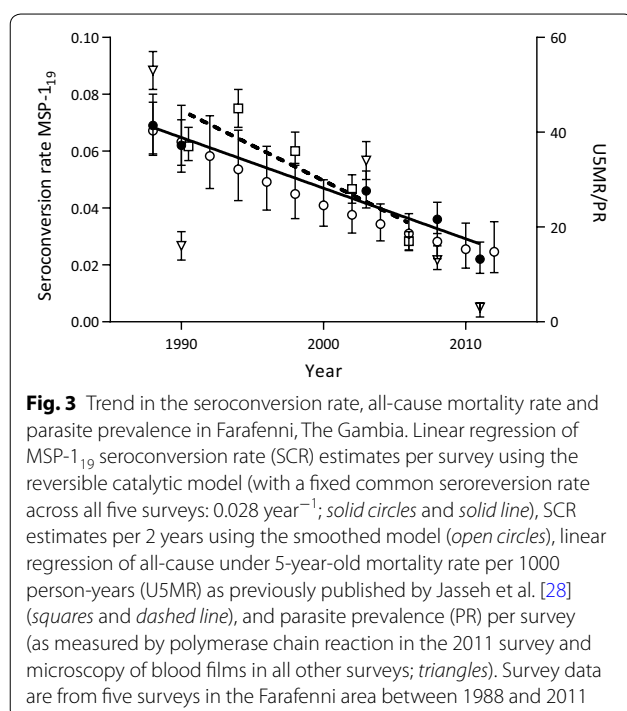 0.10
0.08
0.06
0.04
0.02
0.00
Seroconversion rate MSP-1₁₉
60
40
20
0
U5MR/PR
1990
2000
2010
Year
Fig. 3 Trend in the seroconversion rate, all-cause mortality rate and
parasite prevalence in Farafenni, The Gambia. Linear regression of
MSP-1₁₉ seroconversion rate (SCR) estimates per survey using the
reversible catalytic model (with a fixed common seroreversion rate
across all five surveys: 0.028 year⁻¹; solid circles and solid line), SCR
estimates per 2 years using the smoothed model (open circles), linear
regression of all-cause under 5-year-old mortality rate per 1000
person-years (U5MR) as previously published by Jasseh et al. [28]
(squares and dashed line), and parasite prevalence (PR) per survey
(as measured by polymerase chain reaction in the 2011 survey and
microscopy of blood films in all other surveys; triangles). Survey data
are from five surveys in the Farafenni area between 1988 and 2011